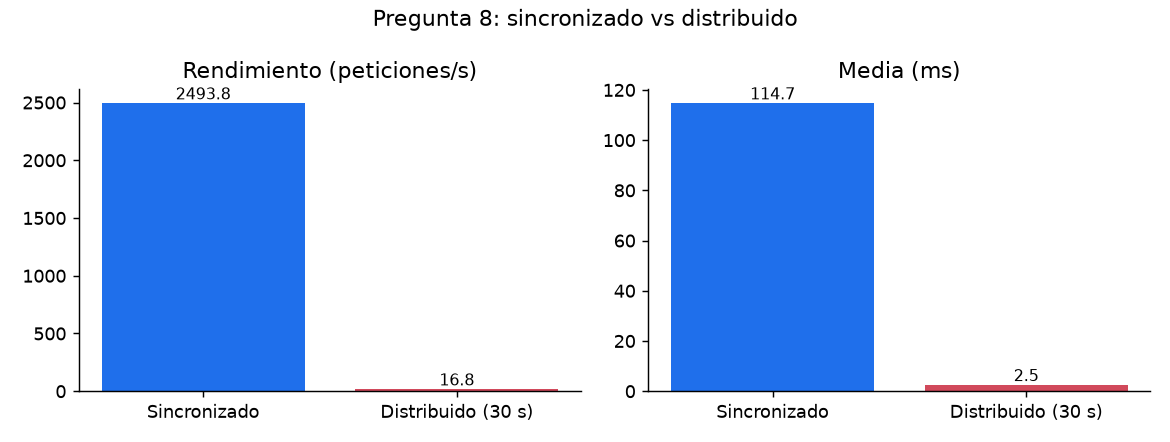 Pregunta 8: sincronizado vs distribuido
Rendimiento (peticiones/s)
2500
2000
1500
1000
500
0
2493.8
16.8
Sincronizado
Distribuido (30 s)
Media (ms)
120
100
80
60
40
20
0
114.7
2.5
Sincronizado
Distribuido (30 s)